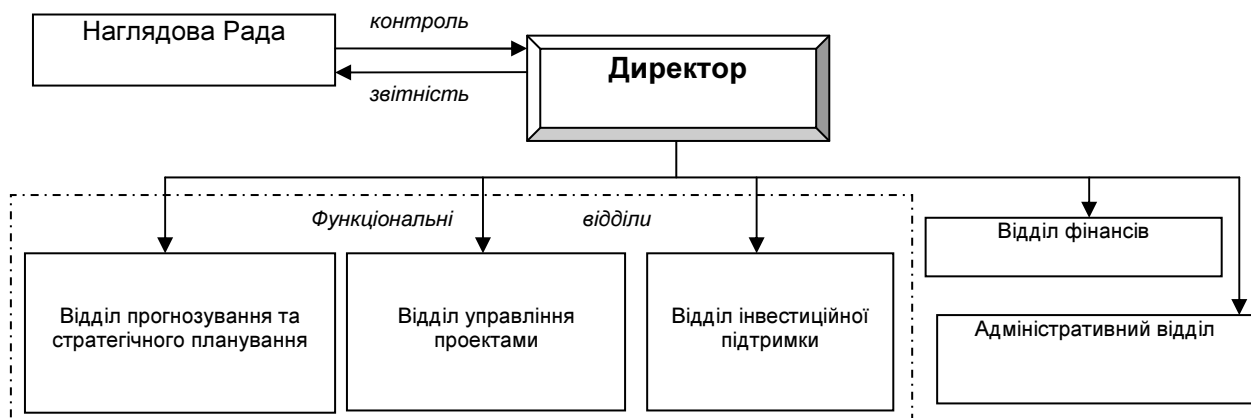 Наглядова Рада
контроль
звітність
Директор
Функціональні відділи
Відділ прогнозування та
стратегічного планування
Відділ управління
проектами
Відділ інвестиційної
підтримки
Відділ фінансів
Адміністративний відділ